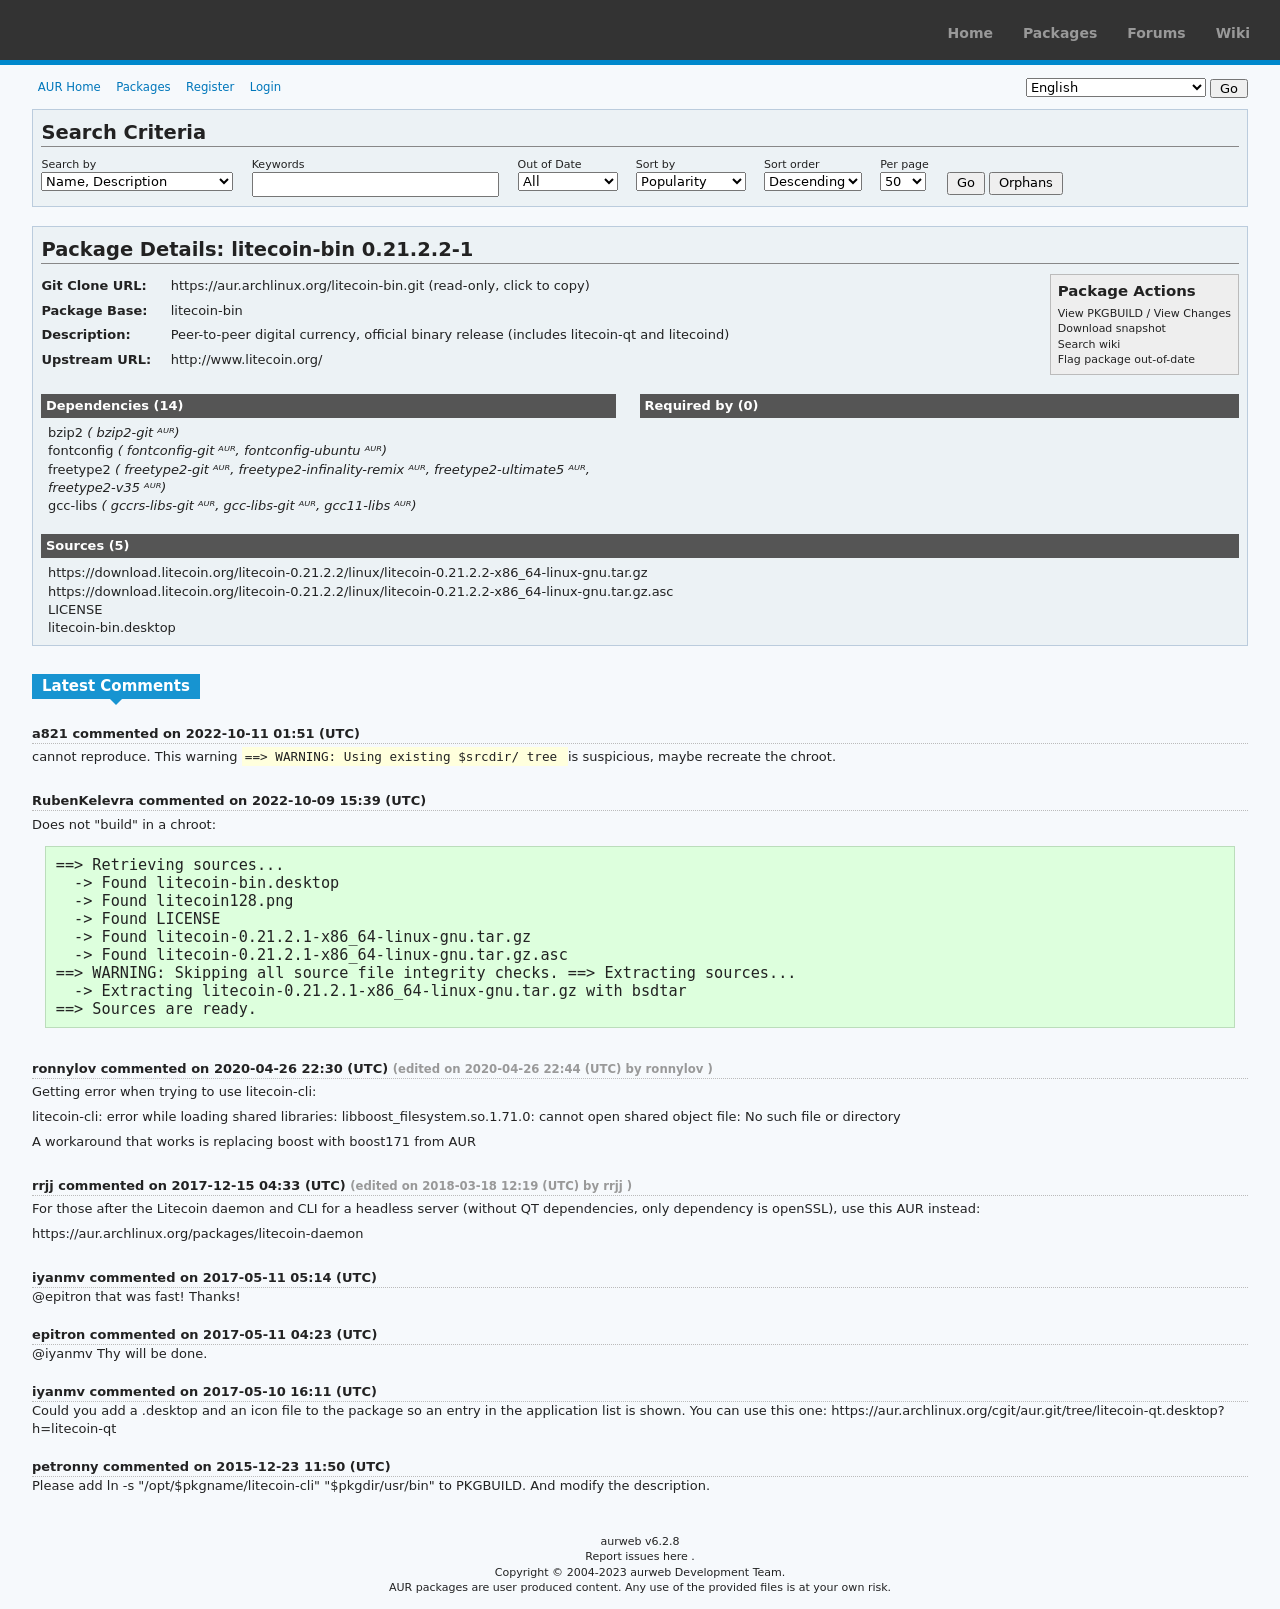 Home Packages Forums Wiki
AUR Home Packages Register Login English Go
Search Criteria
Search by Keywords Out of Date Sort by Sort order Per page
Name, Description All Popularity Descending 50 Go Orphans
Package Details: litecoin-bin 0.21.2.2-1
Git Clone URL: https://aur.archlinux.org/litecoin-bin.git (read-only, click to copy)
Package Base: litecoin-bin
Description: Peer-to-peer digital currency, official binary release (includes litecoin-qt and litecoind)
Upstream URL: http://www.litecoin.org/
Package Actions
View PKGBUILD / View Changes
Download snapshot
Search wiki
Flag package out-of-date
Dependencies (14)
bzip2 ( bzip2-git ᴬᵁᴿ)
fontconfig ( fontconfig-git ᴬᵁᴿ, fontconfig-ubuntu ᴬᵁᴿ)
freetype2 ( freetype2-git ᴬᵁᴿ, freetype2-infinality-remix ᴬᵁᴿ, freetype2-ultimate5 ᴬᵁᴿ,
freetype2-v35 ᴬᵁᴿ)
gcc-libs ( gccrs-libs-git ᴬᵁᴿ, gcc-libs-git ᴬᵁᴿ, gcc11-libs ᴬᵁᴿ)
Required by (0)
Sources (5)
https://download.litecoin.org/litecoin-0.21.2.2/linux/litecoin-0.21.2.2-x86_64-linux-gnu.tar.gz
https://download.litecoin.org/litecoin-0.21.2.2/linux/litecoin-0.21.2.2-x86_64-linux-gnu.tar.gz.asc
LICENSE
litecoin-bin.desktop
Latest Comments
a821 commented on 2022-10-11 01:51 (UTC)
cannot reproduce. This warning ==> WARNING: Using existing $srcdir/ tree is suspicious, maybe recreate the chroot.
RubenKelevra commented on 2022-10-09 15:39 (UTC)
Does not "build" in a chroot:
==> Retrieving sources...
-> Found litecoin-bin.desktop
-> Found litecoin128.png
-> Found LICENSE
-> Found litecoin-0.21.2.1-x86_64-linux-gnu.tar.gz
-> Found litecoin-0.21.2.1-x86_64-linux-gnu.tar.gz.asc
==> WARNING: Skipping all source file integrity checks. ==> Extracting sources...
-> Extracting litecoin-0.21.2.1-x86_64-linux-gnu.tar.gz with bsdtar
==> Sources are ready.
ronnylov commented on 2020-04-26 22:30 (UTC) (edited on 2020-04-26 22:44 (UTC) by ronnylov )
Getting error when trying to use litecoin-cli:
litecoin-cli: error while loading shared libraries: libboost_filesystem.so.1.71.0: cannot open shared object file: No such file or directory
A workaround that works is replacing boost with boost171 from AUR
rrjj commented on 2017-12-15 04:33 (UTC) (edited on 2018-03-18 12:19 (UTC) by rrjj )
For those after the Litecoin daemon and CLI for a headless server (without QT dependencies, only dependency is openSSL), use this AUR instead:
https://aur.archlinux.org/packages/litecoin-daemon
iyanmv commented on 2017-05-11 05:14 (UTC)
@epitron that was fast! Thanks!
epitron commented on 2017-05-11 04:23 (UTC)
@iyanmv Thy will be done.
iyanmv commented on 2017-05-10 16:11 (UTC)
Could you add a .desktop and an icon file to the package so an entry in the application list is shown. You can use this one: https://aur.archlinux.org/cgit/aur.git/tree/litecoin-qt.desktop?
h=litecoin-qt
petronny commented on 2015-12-23 11:50 (UTC)
Please add ln -s "/opt/$pkgname/litecoin-cli" "$pkgdir/usr/bin" to PKGBUILD. And modify the description.
aurweb v6.2.8
Report issues here .
Copyright © 2004-2023 aurweb Development Team.
AUR packages are user produced content. Any use of the provided files is at your own risk.